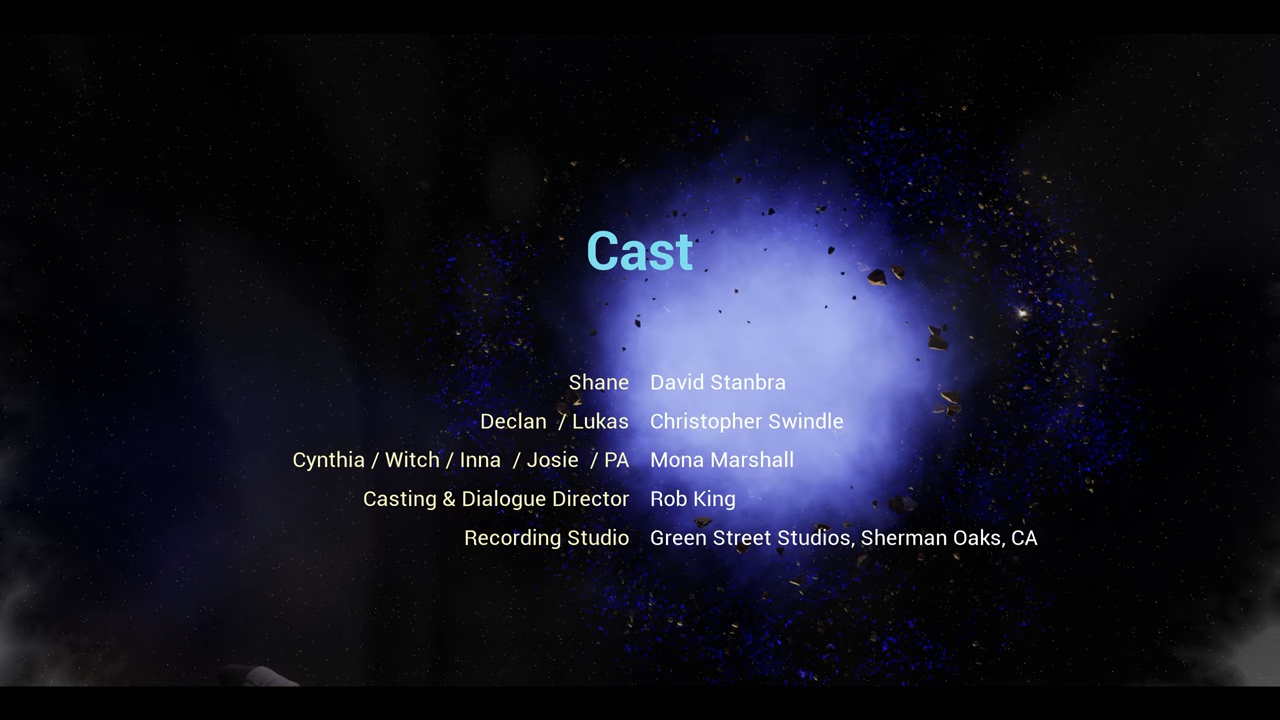 Cast
Shane David Stanbra
Declan / Lukas Christopher Swindle
Cynthia / Witch / Inna / Josie / PA Mona Marshall
Casting & Dialogue Director Rob King
Recording Studio Green Street Studios, Sherman Oaks, CA